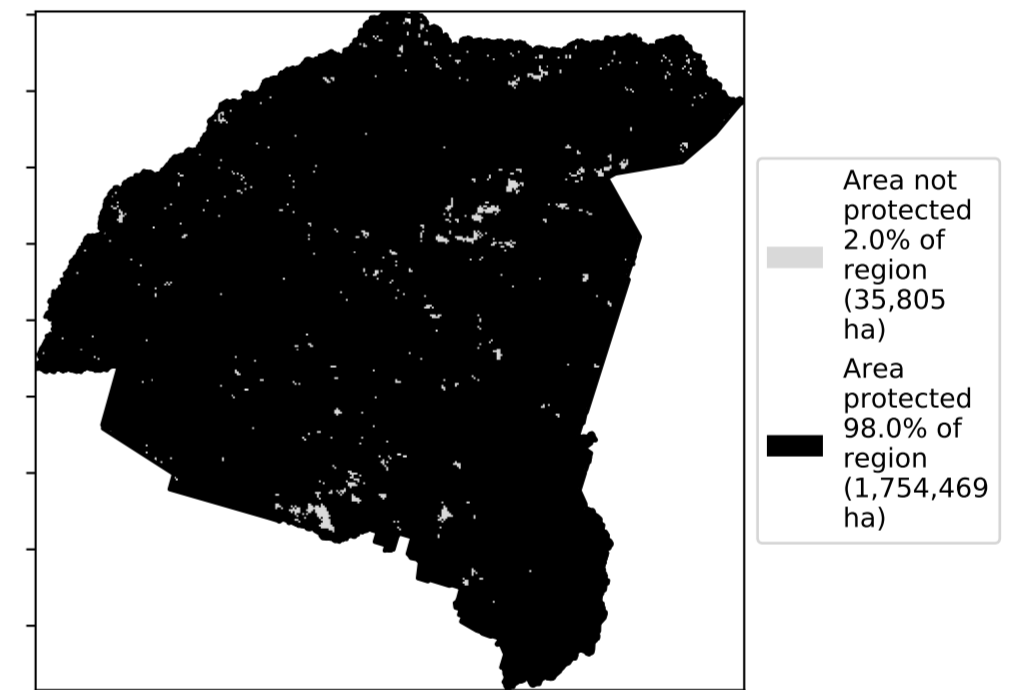 Area not
protected
2.0% of
region
(35,805
ha)
Area
protected
98.0% of
region
(1,754,469
ha)